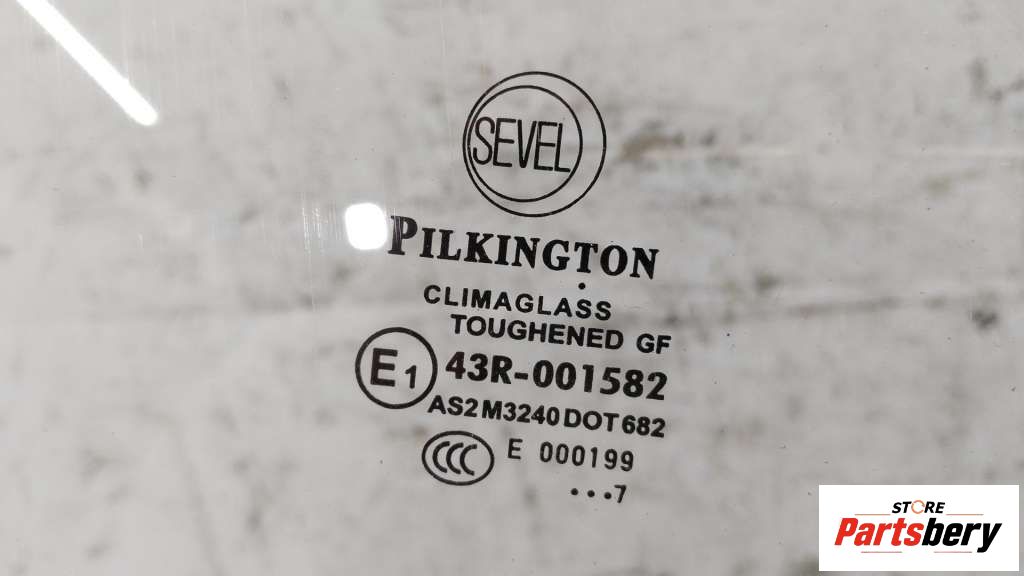 SEVEL
PILKINGTON
CLIMAGLASS
TOUGHENED GF
E1 43R-001582
AS2 M3240 DOT 682
CCC E 000199
...7
STORE
Partsbery